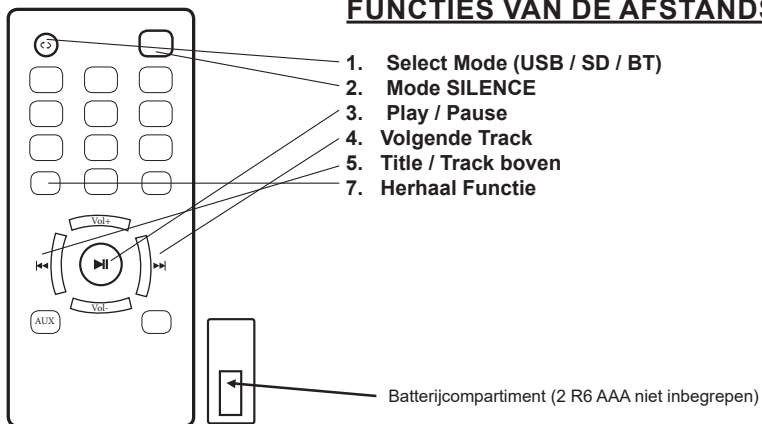 FUNCTIES VAN DE AFSTANDS
1. Select Mode (USB / SD / BT)
2. Mode SILENCE
3. Play / Pause
4. Volgende Track
5. Title / Track boven
7. Herhaal Functie
Vol+
Vol-
AUX
Batterijcompartiment (2 R6 AAA niet inbegrepen)